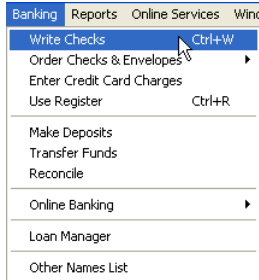 Banking Reports Online Services
Write Checks Ctrl+W
Order Checks & Envelopes
Enter Credit Card Charges
Use Register Ctrl+R
Make Deposits
Transfer Funds
Reconcile
Online Banking
Loan Manager
Other Names List